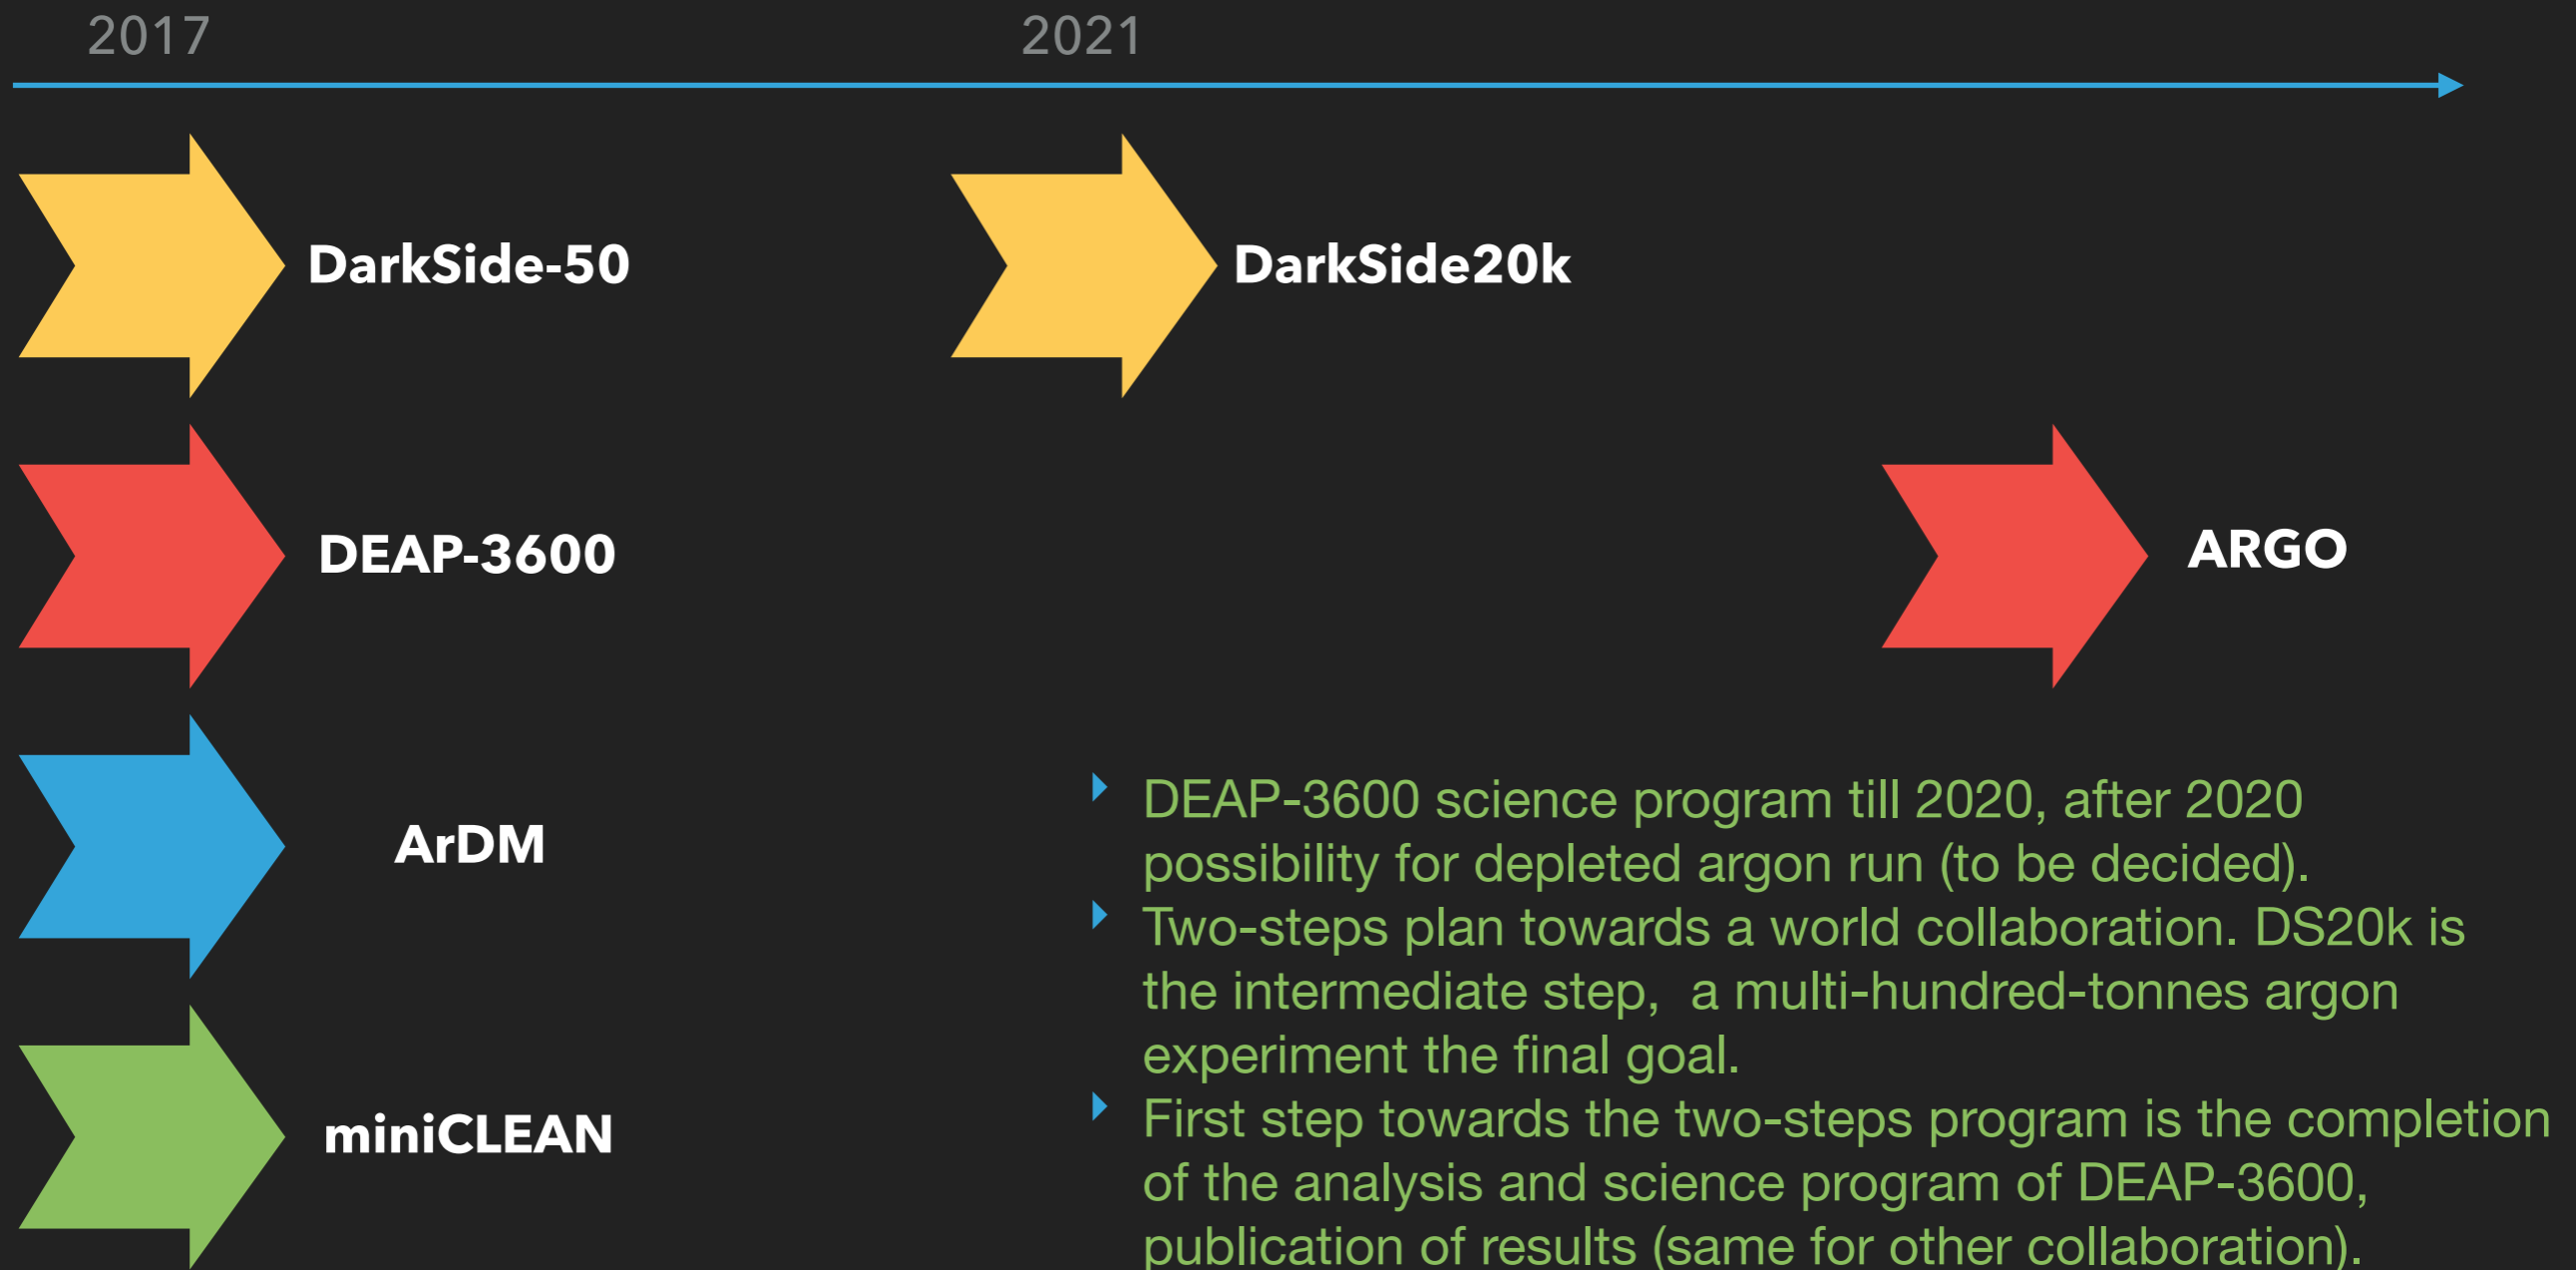 2017
2021
DarkSide-50
DarkSide20k
DEAP-3600
ARGO
ArDM
miniCLEAN
DEAP-3600 science program till 2020, after 2020
possibility for depleted argon run (to be decided).
Two-steps plan towards a world collaboration. DS20k is
the intermediate step,  a multi-hundred-tonnes argon
experiment the final goal.
First step towards the two-steps program is the completion
of the analysis and science program of DEAP-3600,
publication of results (same for other collaboration).